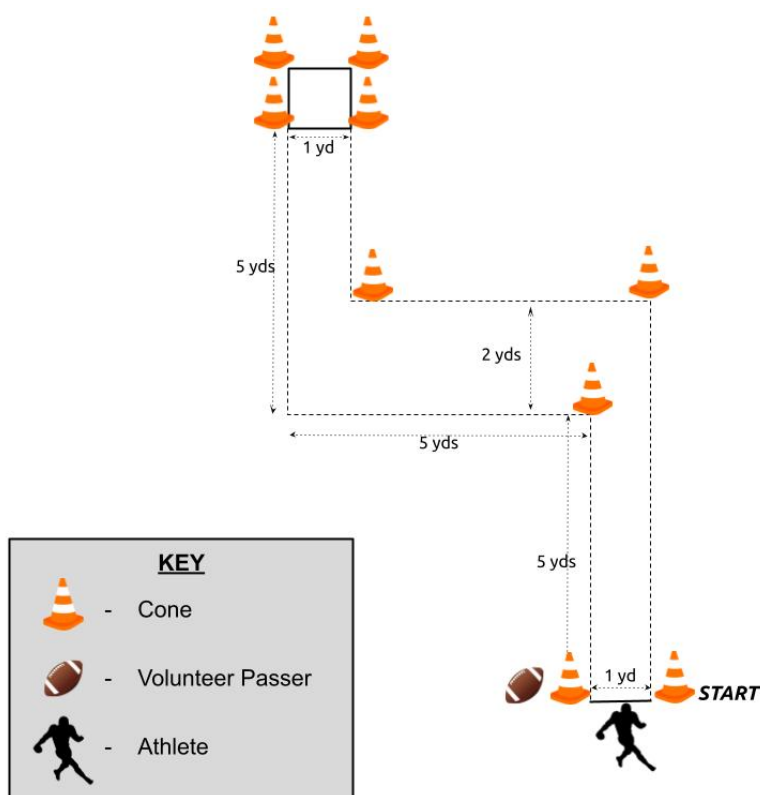 1 yd
5 yds
2 yds
5 yds
5 yds
1 yd
START
KEY
- Cone
- Volunteer Passer
- Athlete